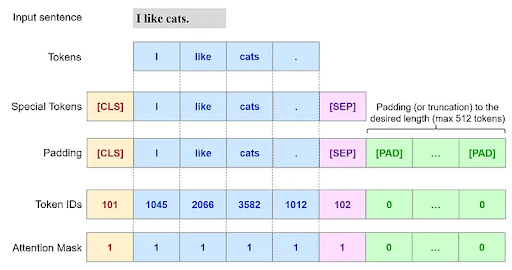 Input sentence I like cats.
Tokens I like cats .
Special Tokens [CLS] I like cats . [SEP] Padding (or truncation) to the
desired length (max 512 tokens)
Padding [CLS] I like cats . [SEP] [PAD] ... [PAD]
Token IDs 101 1045 2066 3582 1012 102 0 ... 0
Attention Mask 1 1 1 1 1 1 0 ... 0